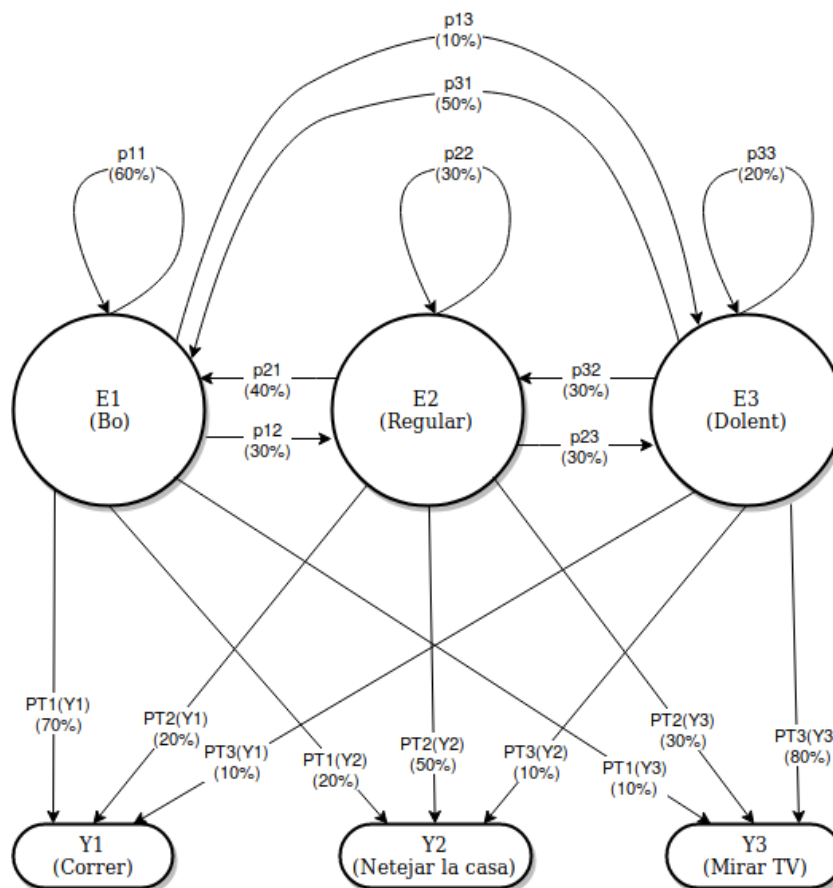 p13
(10%)
p31
(50%)
p11
(60%)
p22
(30%)
p33
(20%)
E1
(Bo)
p21
(40%)
p12
(30%)
E2
(Regular)
p32
(30%)
p23
(30%)
E3
(Dolent)
PT1(Y1)
(70%)
PT2(Y1)
(20%)
PT3(Y1)
(10%)
PT1(Y2)
(20%)
PT2(Y2)
(50%)
PT3(Y2)
(10%)
PT1(Y3)
(10%)
PT2(Y3)
(30%)
PT3(Y3
(80%)
Y1
(Correr)
Y2
(Netejar la casa)
Y3
(Mirar TV)